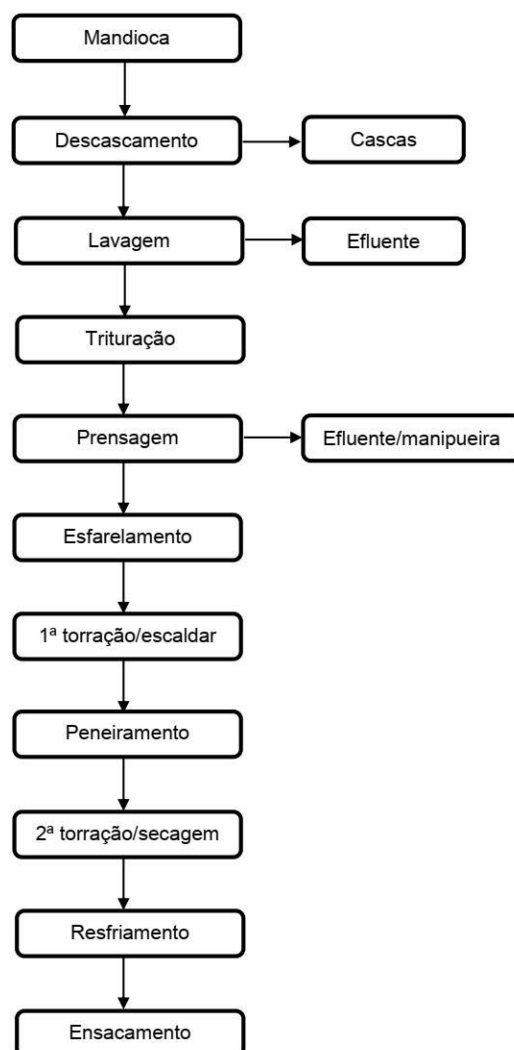 Mandioca
Descascamento
Cascas
Lavagem
Efluente
Trituração
Prensagem
Efluente/manipueira
Esfarelamento
1ª torração/escaldar
Peneiramento
2ª torração/secagem
Resfriamento
Ensacamento